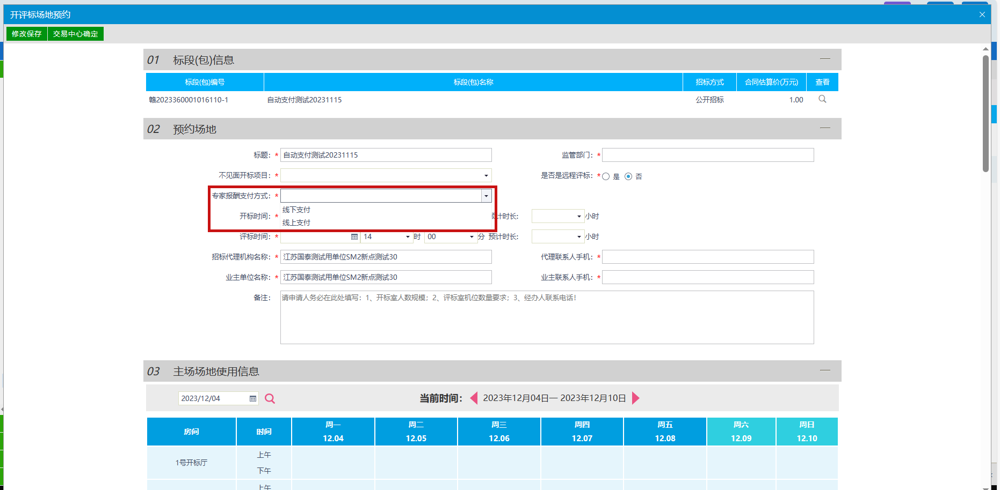 开评标场地预约
修改保存 交易中心确定
01 标段(包)信息
标段(包)编号 标段(包)名称 招标方式 合同估算价(万元) 查看
赣2023360001016110-1 自动支付测试20231115 公开招标 1.00
02 预约场地
标题：* 自动支付测试20231115 监管部门：*
不见面开标项目：* 是否是远程评标：* 是 否
专家报酬支付方式：*
线下支付
开标时间：* 预计时长: 小时
线上支付
评标时间：* 14 时 00 分 预计时长: 小时
招标代理机构名称：* 江苏国泰测试用单位SM2新点测试30 代理联系人手机：*
业主单位名称：* 江苏国泰测试用单位SM2新点测试30 业主联系人手机：*
备注： 请申请人务必在此处填写：1、开标室人数规模；2、评标室机位数量要求；3、经办人联系电话！
03 主场场地使用信息
2023/12/04 当前时间： 2023年12月04日一 2023年12月10日
房间 时间 周一 周二 周三 周四 周五 周六 周日
12.04 12.05 12.06 12.07 12.08 12.09 12.10
1号开标厅 上午
下午
上午